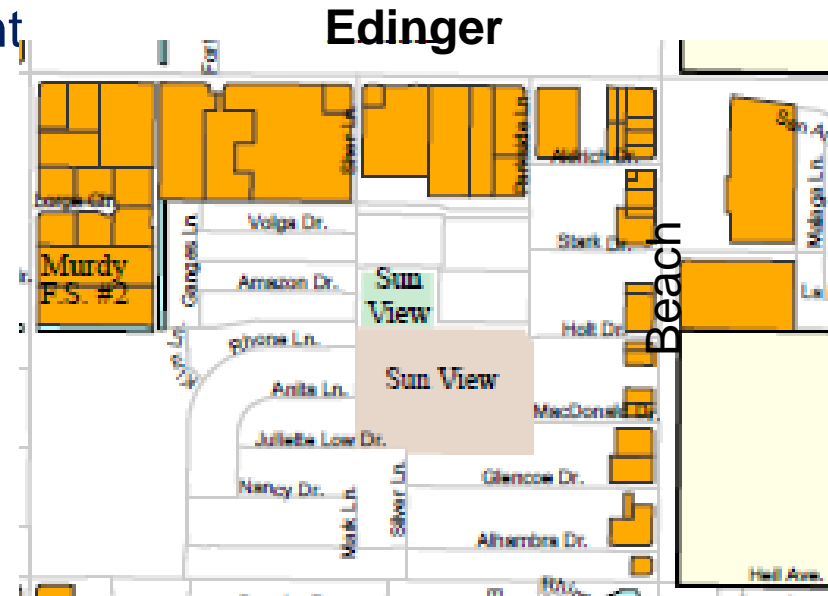 nt
Edinger
Aldrich Dr.
Volga Dr.
Stark Dr.
Beach
Murdy
F.S. #2
Ganges Ln.
Amazon Dr.
Sun
View
Malaga Ln.
Holt Dr.
Rhone Ln.
Sun View
Anita Ln.
MacDonald Dr.
Juliette Low Dr.
Glencoe Dr.
Nancy Dr.
Silver Ln.
Alhambra Dr.
Heil Ave.